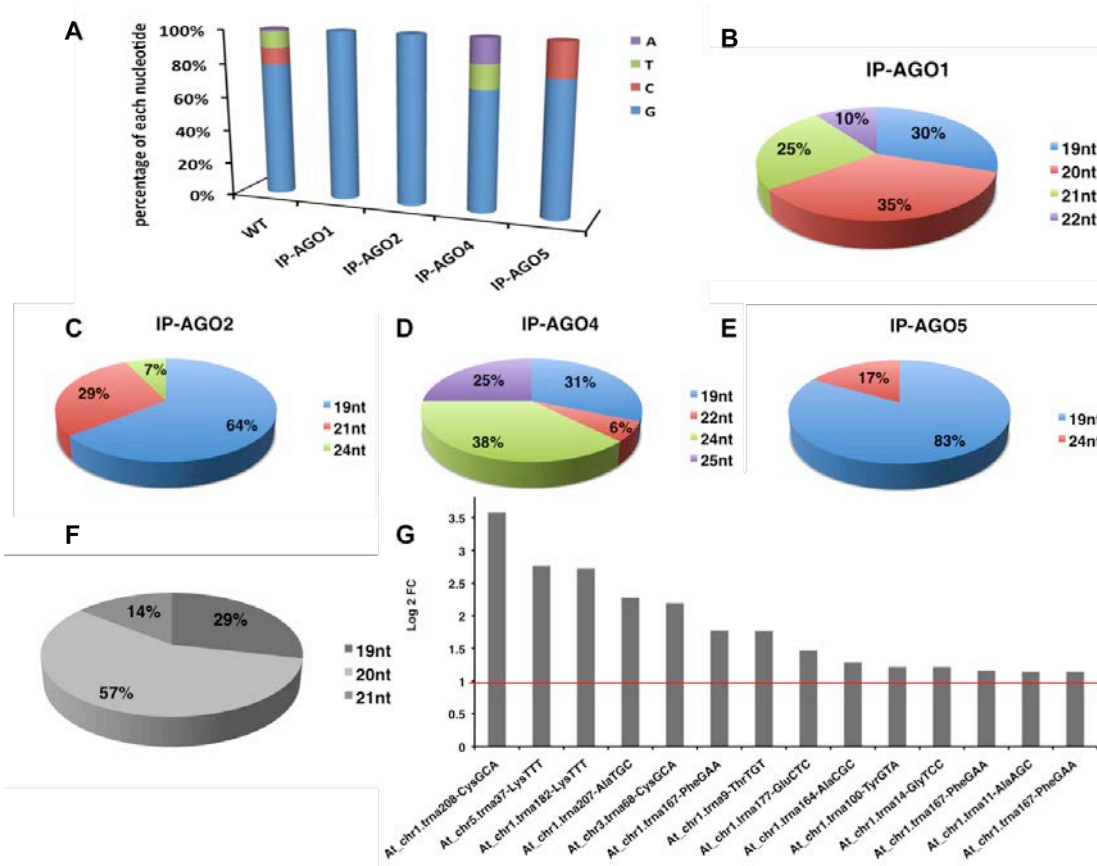 A
percentage of each nucleotide
100%
80%
60%
40%
20%
0%
WT
IP-AGO1
IP-AGO2
IP-AGO4
IP-AGO5
A
T
C
G
B
IP-AGO1
10%
30%
25%
35%
19nt
20nt
21nt
22nt
C
IP-AGO2
7%
29%
64%
19nt
21nt
24nt
D
IP-AGO4
25%
31%
6%
38%
19nt
22nt
24nt
25nt
E
IP-AGO5
17%
83%
19nt
24nt
F
14%
29%
57%
19nt
20nt
21nt
G
Log 2 FC
3.5
3
2.5
2
1.5
1
0.5
0
At_chr1.trna208-CysGCA
At_chr5.trna37-LysTTT
At_chr1.trna182-LysTTT
At_chr1.trna207-AlaTGC
At_chr3.trna68-CysGCA
At_chr1.trna167-PheGAA
At_chr1.trna9-ThrTGT
At_chr1.trna177-GluCTC
At_chr1.trna164-AlaCGC
At_chr1.trna100-TyrGTA
At_chr1.trna14-GlyTCC
At_chr1.trna167-PheGAA
At_chr1.trna11-AlaAGC
At_chr1.trna167-PheGAA